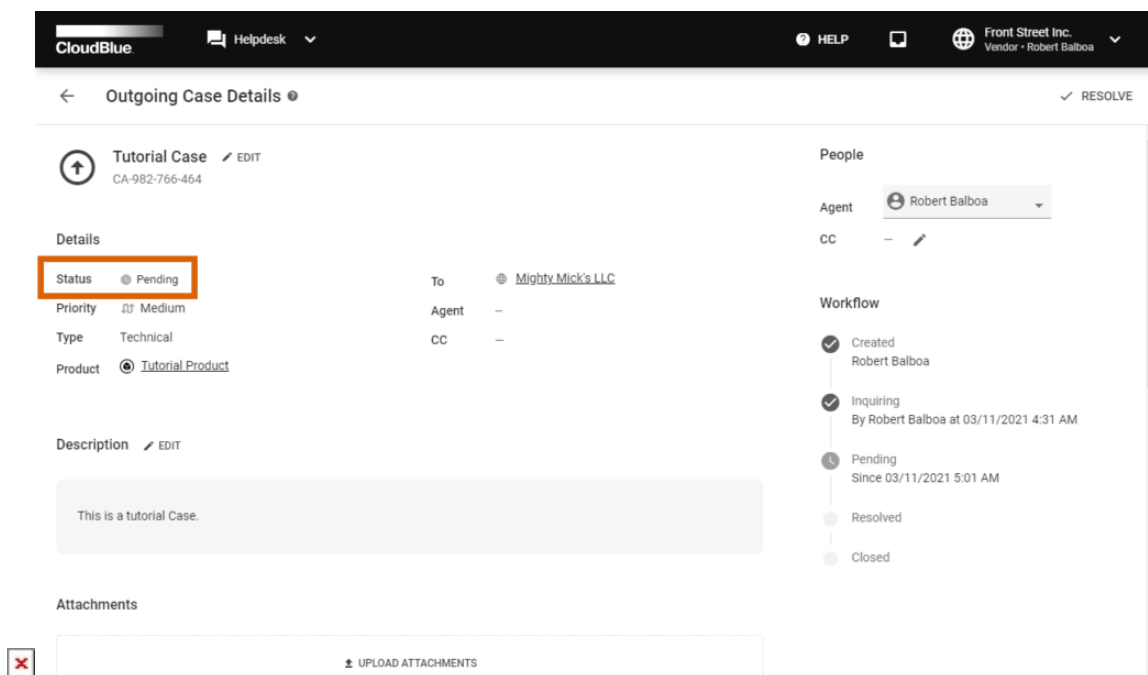 CloudBlue. Helpdesk HELP Front Street Inc.
Vendor • Robert Balboa
Outgoing Case Details RESOLVE
Tutorial Case EDIT
CA-982-766-464
Details
Status Pending
Priority Medium
Type Technical
Product Tutorial Product
To Mighty Mick's LLC
Agent –
CC –
Description EDIT
This is a tutorial Case.
Attachments
UPLOAD ATTACHMENTS
People
Agent Robert Balboa
CC –
Workflow
Created
Robert Balboa
Inquiring
By Robert Balboa at 03/11/2021 4:31 AM
Pending
Since 03/11/2021 5:01 AM
Resolved
Closed